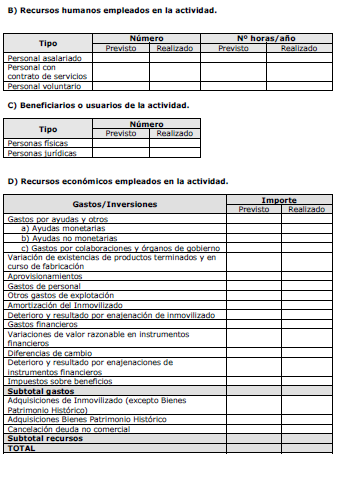 B) Recursos humanos empleados en la actividad.
Tipo Número Nº horas/año
Previsto Realizado Previsto Realizado
Personal asalariado
Personal con
contrato de servicios
Personal voluntario
C) Beneficiarios o usuarios de la actividad.
Tipo Número
Previsto Realizado
Personas físicas
Personas jurídicas
D) Recursos económicos empleados en la actividad.
Gastos/Inversiones Importe
Previsto Realizado
Gastos por ayudas y otros
a) Ayudas monetarias
b) Ayudas no monetarias
c) Gastos por colaboraciones y órganos de gobierno
Variación de existencias de productos terminados y en
curso de fabricación
Aprovisionamientos
Gastos de personal
Otros gastos de explotación
Amortización del Inmovilizado
Deterioro y resultado por enajenación de inmovilizado
Gastos financieros
Variaciones de valor razonable en instrumentos
financieros
Diferencias de cambio
Deterioro y resultado por enajenaciones de
instrumentos financieros
Impuestos sobre beneficios
Subtotal gastos
Adquisiciones de Inmovilizado (excepto Bienes
Patrimonio Histórico)
Adquisiciones Bienes Patrimonio Histórico
Cancelación deuda no comercial
Subtotal recursos
TOTAL